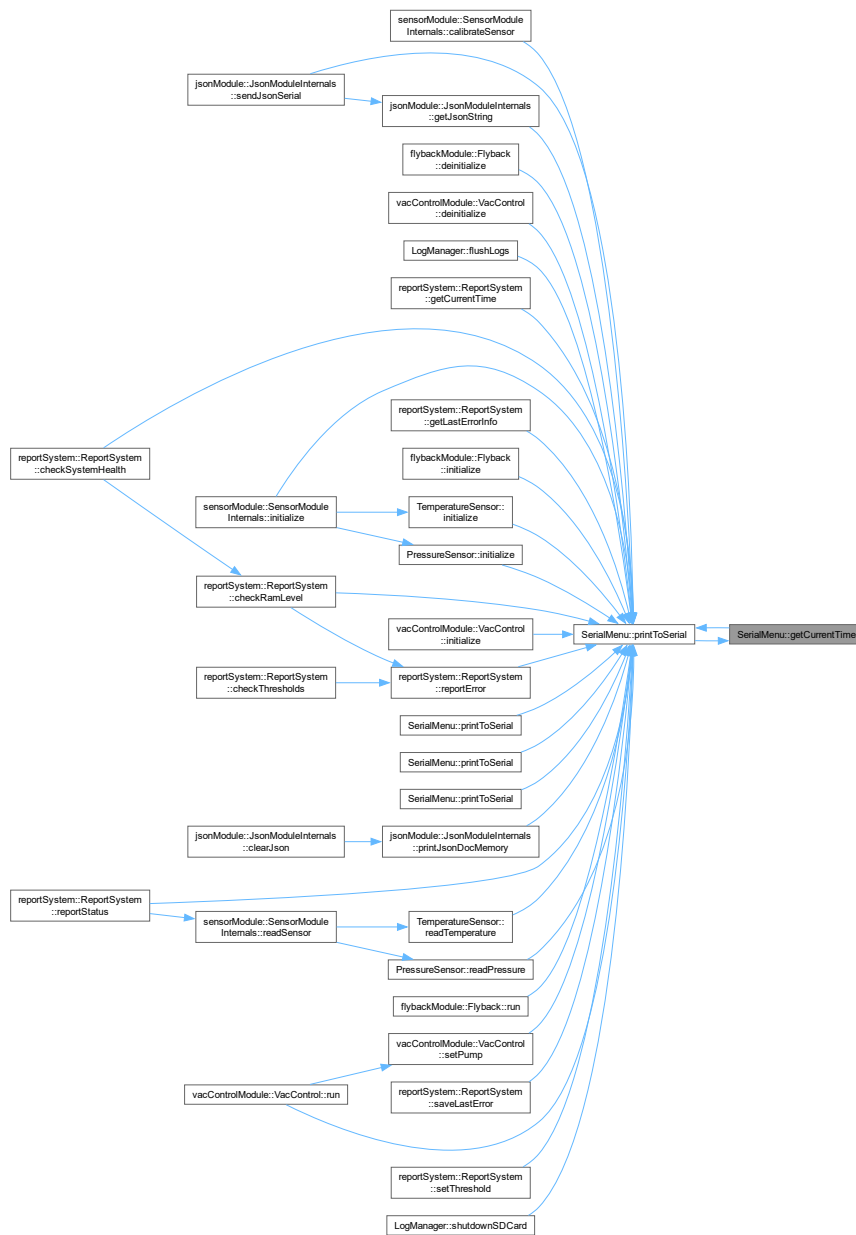 sensorModule::SensorModule
Internals::calibrateSensor
jsonModule::JsonModuleInternals
::sendJsonSerial
jsonModule::JsonModuleInternals
::getJsonString
flybackModule::Flyback
::deinitialize
vacControlModule::VacControl
::deinitialize
LogManager::flushLogs
reportSystem::ReportSystem
::getCurrentTime
reportSystem::ReportSystem
::getLastErrorInfo
reportSystem::ReportSystem
::checkSystemHealth
flybackModule::Flyback
::initialize
sensorModule::SensorModule
Internals::initialize
TemperatureSensor::
initialize
PressureSensor::initialize
reportSystem::ReportSystem
::checkRamLevel
vacControlModule::VacControl
::initialize
SerialMenu::printToSerial
SerialMenu::getCurrentTime
reportSystem::ReportSystem
::checkThresholds
reportSystem::ReportSystem
::reportError
SerialMenu::printToSerial
SerialMenu::printToSerial
SerialMenu::printToSerial
jsonModule::JsonModuleInternals
::clearJson
jsonModule::JsonModuleInternals
::printJsonDocMemory
reportSystem::ReportSystem
::reportStatus
sensorModule::SensorModule
Internals::readSensor
TemperatureSensor::
readTemperature
PressureSensor::readPressure
flybackModule::Flyback::run
vacControlModule::VacControl
::setPump
vacControlModule::VacControl::run
reportSystem::ReportSystem
::saveLastError
reportSystem::ReportSystem
::setThreshold
LogManager::shutdownSDCard